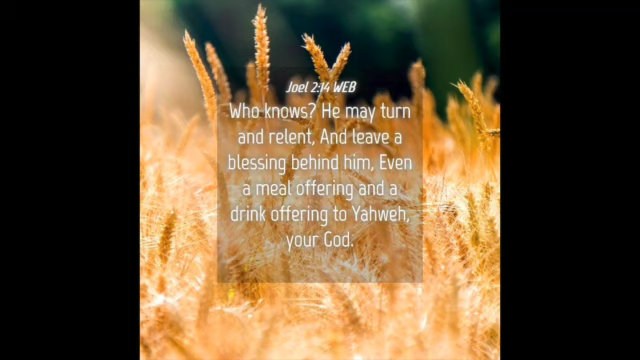 Joel 2:14 WEB
Who knows? He may turn
and relent, And leave a
blessing behind him, Even
a meal offering and a
drink offering to Yahweh,
your God.